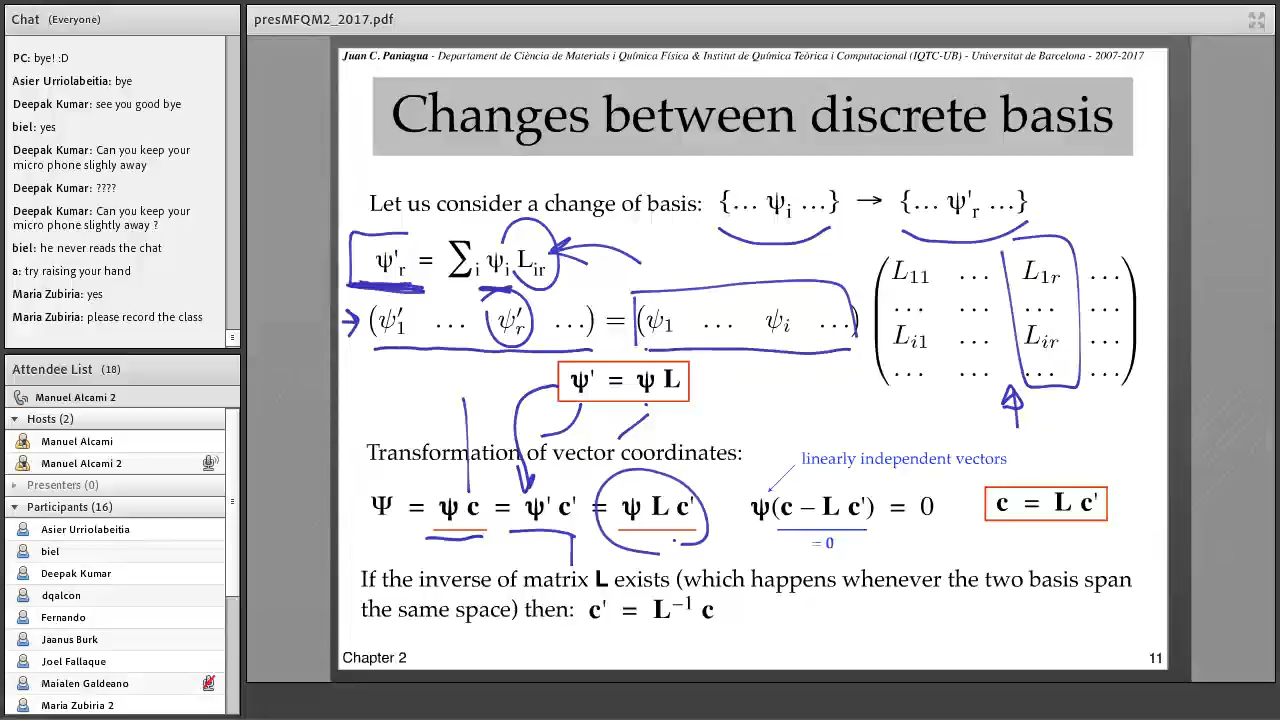 Chat (Everyone)
PC: bye! :D
Asier Urriolabeitia: bye
Deepak Kumar: see you good bye
biel: yes
Deepak Kumar: Can you keep your
micro phone slighly away
Deepak Kumar: ????
Deepak Kumar: Can you keep your
micro phone slighly away ?
biel: he never reads the chat
a: try raising your hand
Maria Zubiria: yes
Maria Zubiria: please record the class
Attendee List (18)
Manuel Alcami 2
Hosts (2)
Manuel Alcami
Manuel Alcami 2
Presenters (0)
Participants (16)
Asier Urriolabeitia
biel
Deepak Kumar
dqalcon
Fernando
Jaanus Burk
Joel Fallaque
Maialen Galdeano
Maria Zubiria 2
presMFQM2_2017.pdf
Juan C. Paniagua - Departament de Ciència de Materials i Química Física & Institut de Química Teòrica i Computacional (IQTC-UB) - Universitat de Barcelona - 2007-2017
Changes between discrete basis
Let us consider a change of basis: {… ψi …} → {… ψ'r …}
ψ'r = ∑i ψi Lir
(ψ′1 … ψ′r …) = (ψ1 … ψi …)
L11 … L1r …
… … … …
Li1 … Lir …
… … … …
ψ' = ψ L
Transformation of vector coordinates:
linearly independent vectors
Ψ = ψ c = ψ' c' = ψ L c' ψ(c − L c') = 0 c = L c'
= 0
If the inverse of matrix L exists (which happens whenever the two basis span
the same space) then: c' = L⁻¹ c
Chapter 2
11